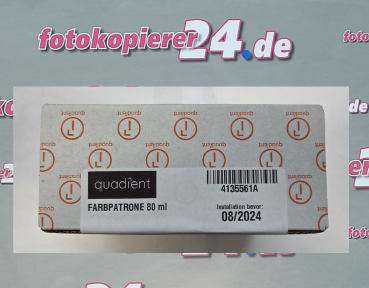 fotokopierer24.de
quadient
FARBPATRONE 80 ml
4135561A
Installation bevor:
08/2024